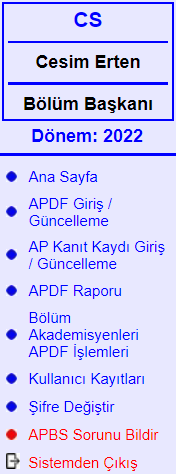 CS
Cesim Erten
Bölüm Başkanı
Dönem: 2022
Ana Sayfa
APDF Giriş /
Güncelleme
AP Kanıt Kaydı Giriş
/ Güncelleme
APDF Raporu
Bölüm
Akademisyenleri
APDF İşlemleri
Kullanıcı Kayıtları
Şifre Değiştir
APBS Sorunu Bildir
Sistemden Çıkış